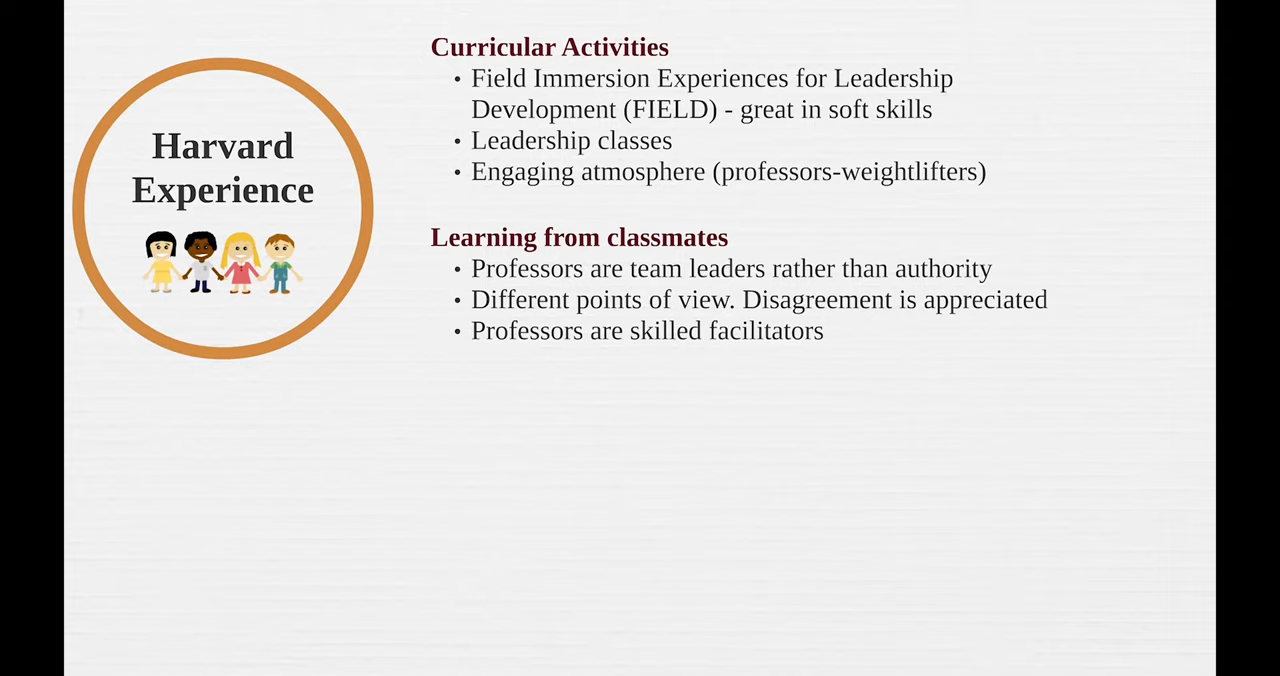 Harvard
Experience
Curricular Activities
• Field Immersion Experiences for Leadership
Development (FIELD) - great in soft skills
• Leadership classes
• Engaging atmosphere (professors-weightlifters)
Learning from classmates
• Professors are team leaders rather than authority
• Different points of view. Disagreement is appreciated
• Professors are skilled facilitators